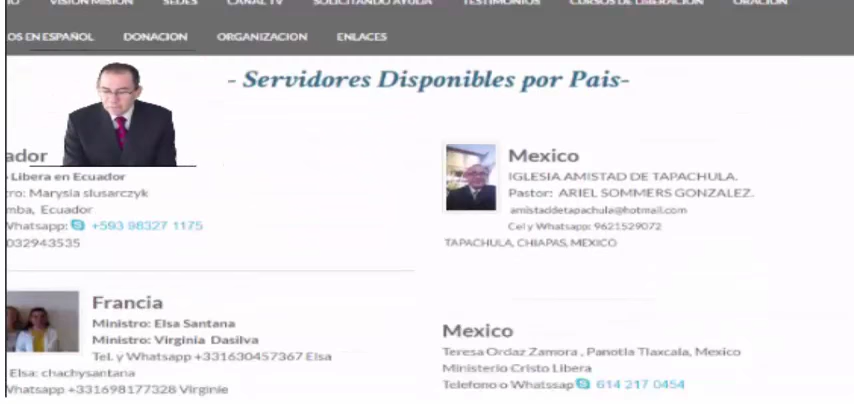 VISION MISION SEDES CANAL TV SOLICITANDO AYUDA TESTIMONIOS CURSOS DE LIBERACION ORACION
OS EN ESPAÑOL DONACION ORGANIZACION ENLACES
- Servidores Disponibles por Pais-
ador
Libera en Ecuador
tro: Marysia slusarczyk
mba, Ecuador
Whatsapp: +593 98327 1175
032943535
Mexico
IGLESIA AMISTAD DE TAPACHULA.
Pastor: ARIEL SOMMERS GONZALEZ.
amistaddetapachula@hotmail.com
Cel y Whatsapp: 9621529072
TAPACHULA, CHIAPAS, MEXICO
Francia
Ministro: Elsa Santana
Ministro: Virginia Dasilva
Tel. y Whatsapp +331630457367 Elsa
Elsa: chachysantana
Whatsapp +331698177328 Virginie
Mexico
Teresa Ordaz Zamora , Panotla Tlaxcala, Mexico
Ministerio Cristo Libera
Telefono o Whatssap 614 217 0454